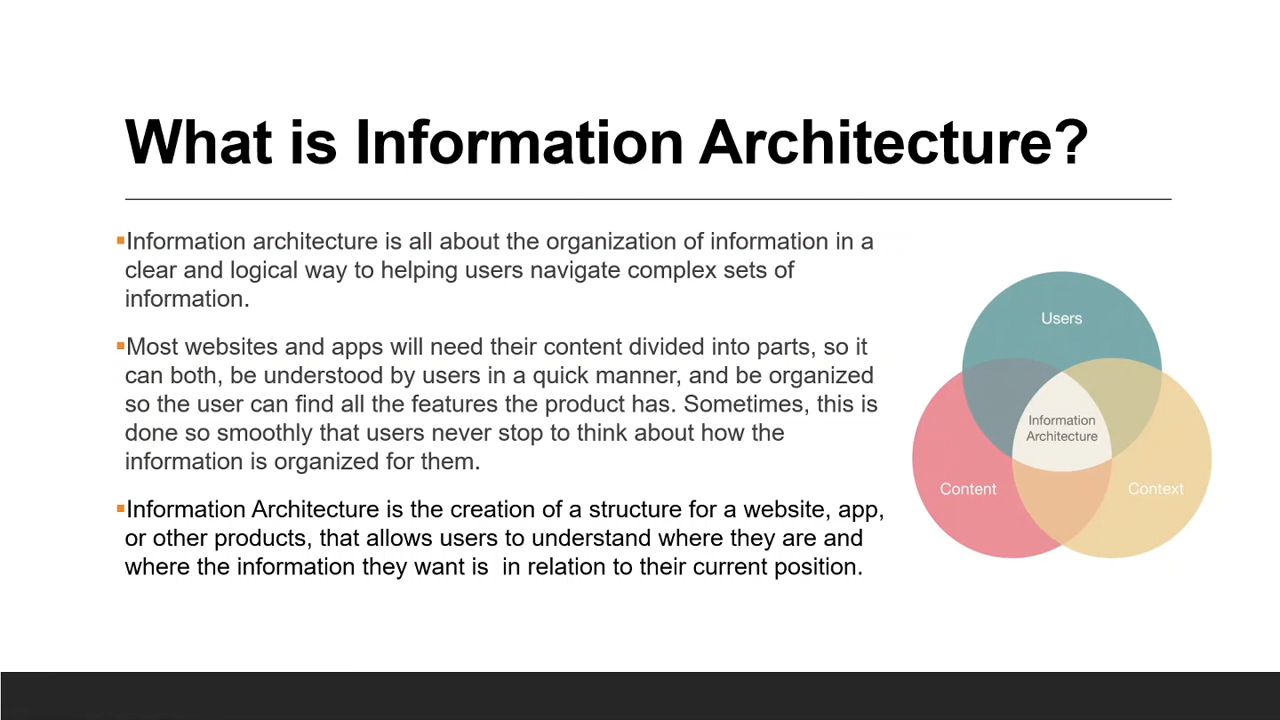 What is Information Architecture?
▪Information architecture is all about the organization of information in a
clear and logical way to helping users navigate complex sets of
information.
▪Most websites and apps will need their content divided into parts, so it
can both, be understood by users in a quick manner, and be organized
so the user can find all the features the product has. Sometimes, this is
done so smoothly that users never stop to think about how the
information is organized for them.
▪Information Architecture is the creation of a structure for a website, app,
or other products, that allows users to understand where they are and
where the information they want is  in relation to their current position.
Users
Information
Architecture
Content
Context